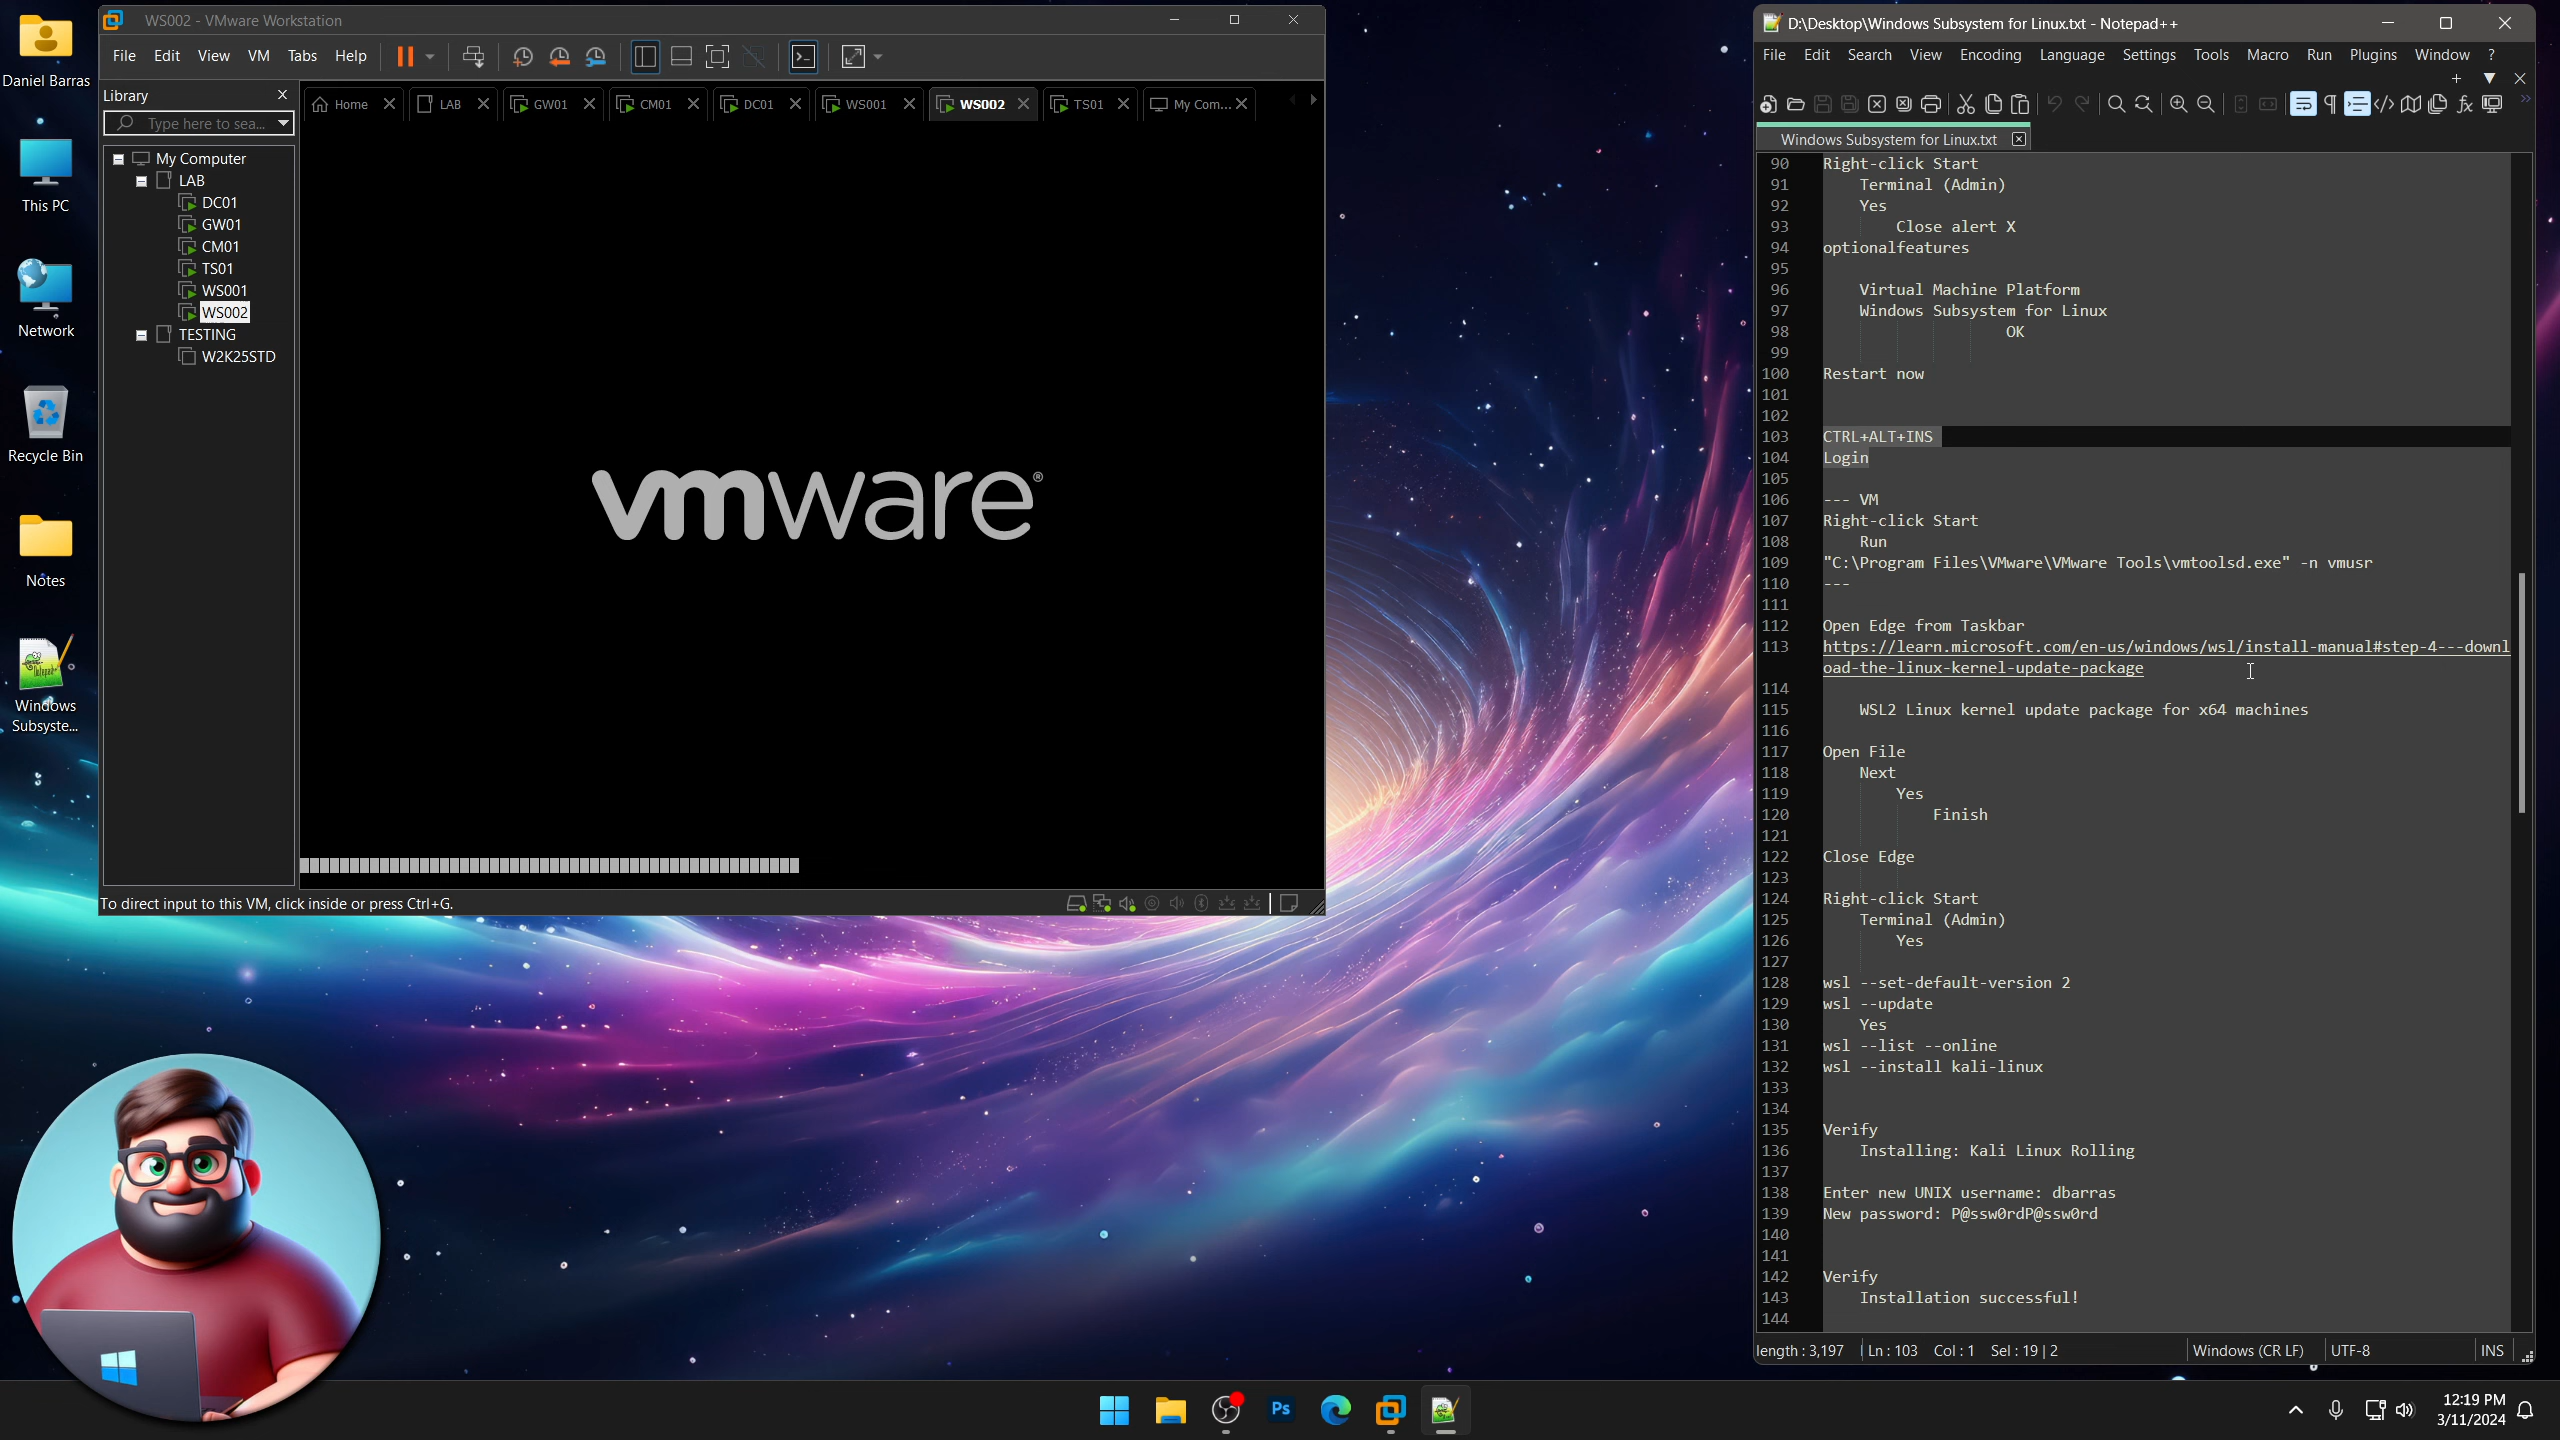 Daniel Barras
This PC
Network
Recycle Bin
Notes
Windows
Subsyste...
WS002 - VMware Workstation
File Edit View VM Tabs Help
Library
Type here to sea...
My Computer
LAB
DC01
GW01
CM01
TS01
WS001
WS002
TESTING
W2K25STD
Home LAB GW01 CM01 DC01 WS001 WS002 TS01 My Com...
vmware®
To direct input to this VM, click inside or press Ctrl+G.
D:\Desktop\Windows Subsystem for Linux.txt - Notepad++
File Edit Search View Encoding Language Settings Tools Macro Run Plugins Window ?
Windows Subsystem for Linux.txt
90 Right-click Start
91 Terminal (Admin)
92 Yes
93 Close alert X
94 optionalfeatures
95
96 Virtual Machine Platform
97 Windows Subsystem for Linux
98 OK
99
100 Restart now
101
102
103 CTRL+ALT+INS
104 Login
105
106 --- VM
107 Right-click Start
108 Run
109 "C:\Program Files\VMware\VMware Tools\vmtoolsd.exe" -n vmusr
110 ---
111
112 Open Edge from Taskbar
113 https://learn.microsoft.com/en-us/windows/wsl/install-manual#step-4---downl
oad-the-linux-kernel-update-package
114
115 WSL2 Linux kernel update package for x64 machines
116
117 Open File
118 Next
119 Yes
120 Finish
121
122 Close Edge
123
124 Right-click Start
125 Terminal (Admin)
126 Yes
127
128 wsl --set-default-version 2
129 wsl --update
130 Yes
131 wsl --list --online
132 wsl --install kali-linux
133
134
135 Verify
136 Installing: Kali Linux Rolling
137
138 Enter new UNIX username: dbarras
139 New password: P@ssw0rdP@ssw0rd
140
141
142 Verify
143 Installation successful!
144
length : 3,197 Ln : 103 Col : 1 Sel : 19 | 2 Windows (CR LF) UTF-8 INS
Ps
12:19 PM
3/11/2024